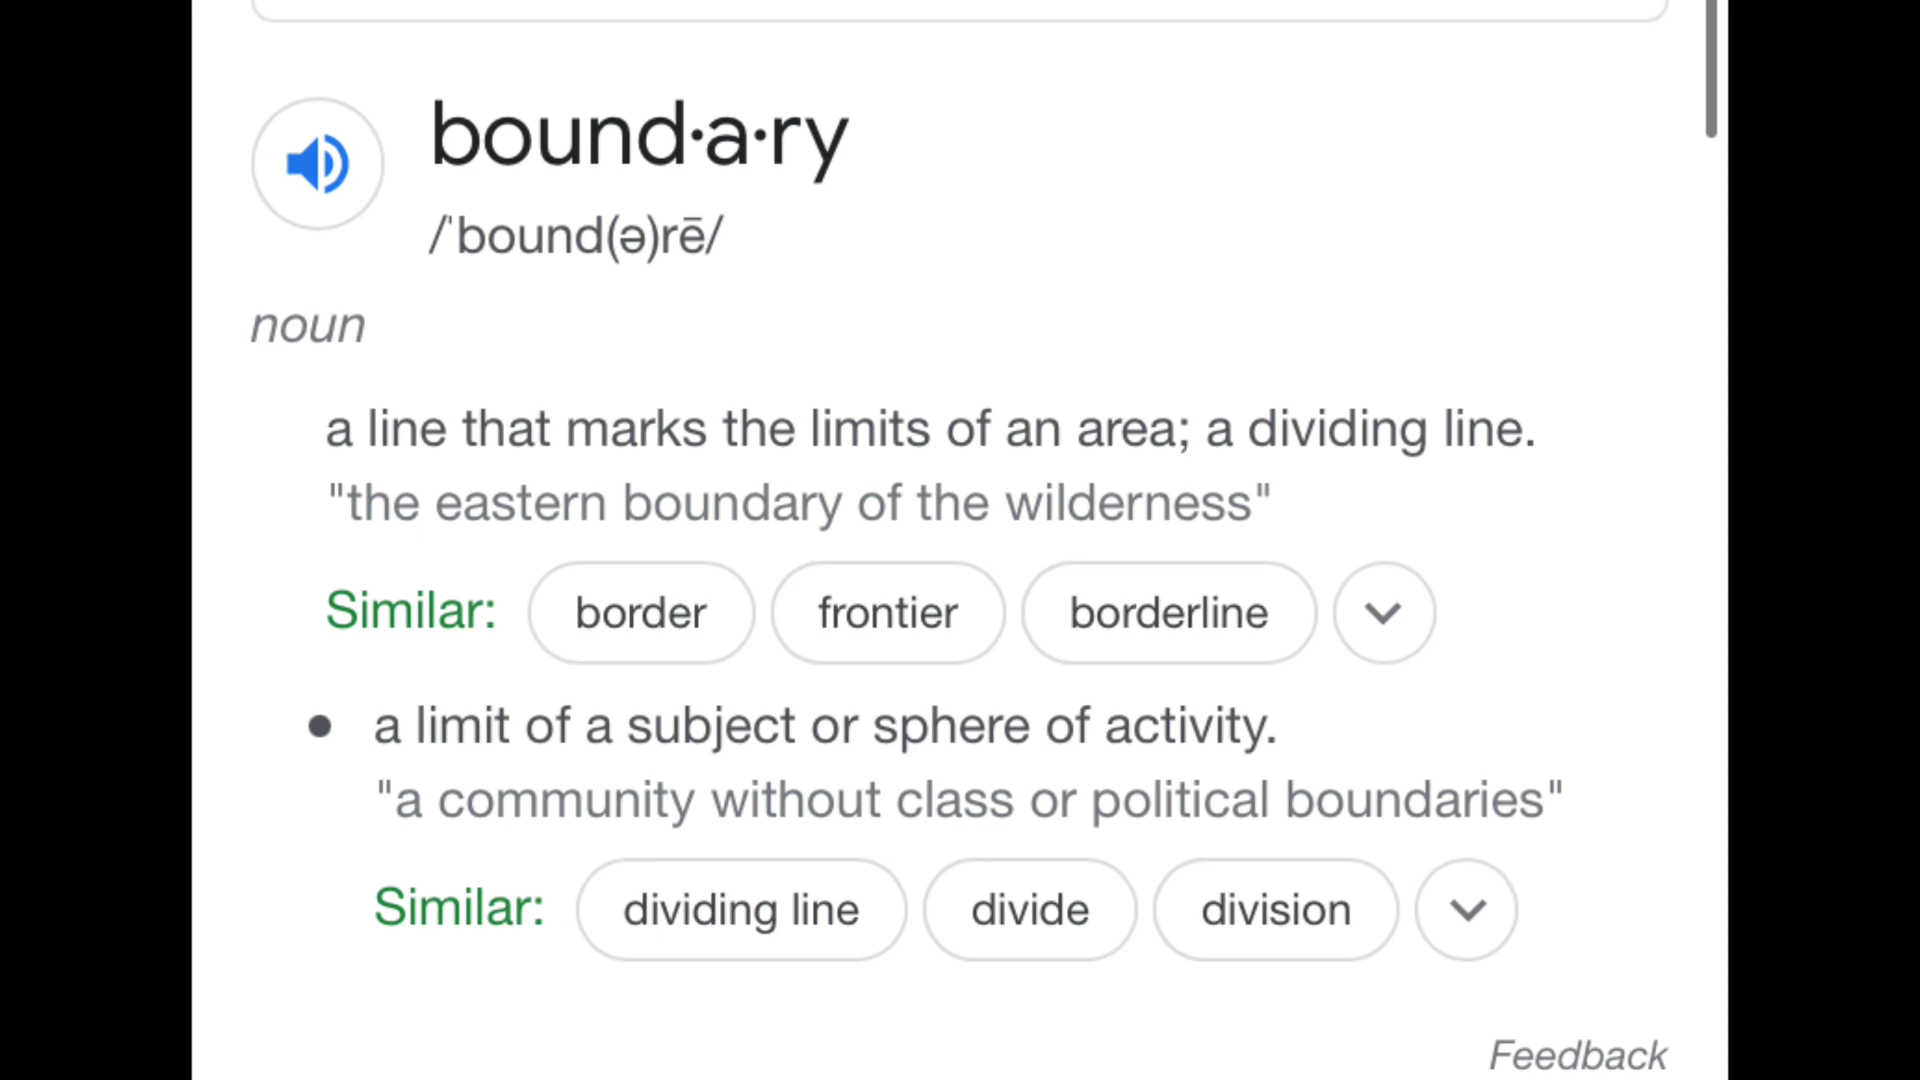 bound·a·ry
/ˈbound(ə)rē/
noun
a line that marks the limits of an area; a dividing line.
"the eastern boundary of the wilderness"
Similar: border frontier borderline
• a limit of a subject or sphere of activity.
"a community without class or political boundaries"
Similar: dividing line divide division
Feedback